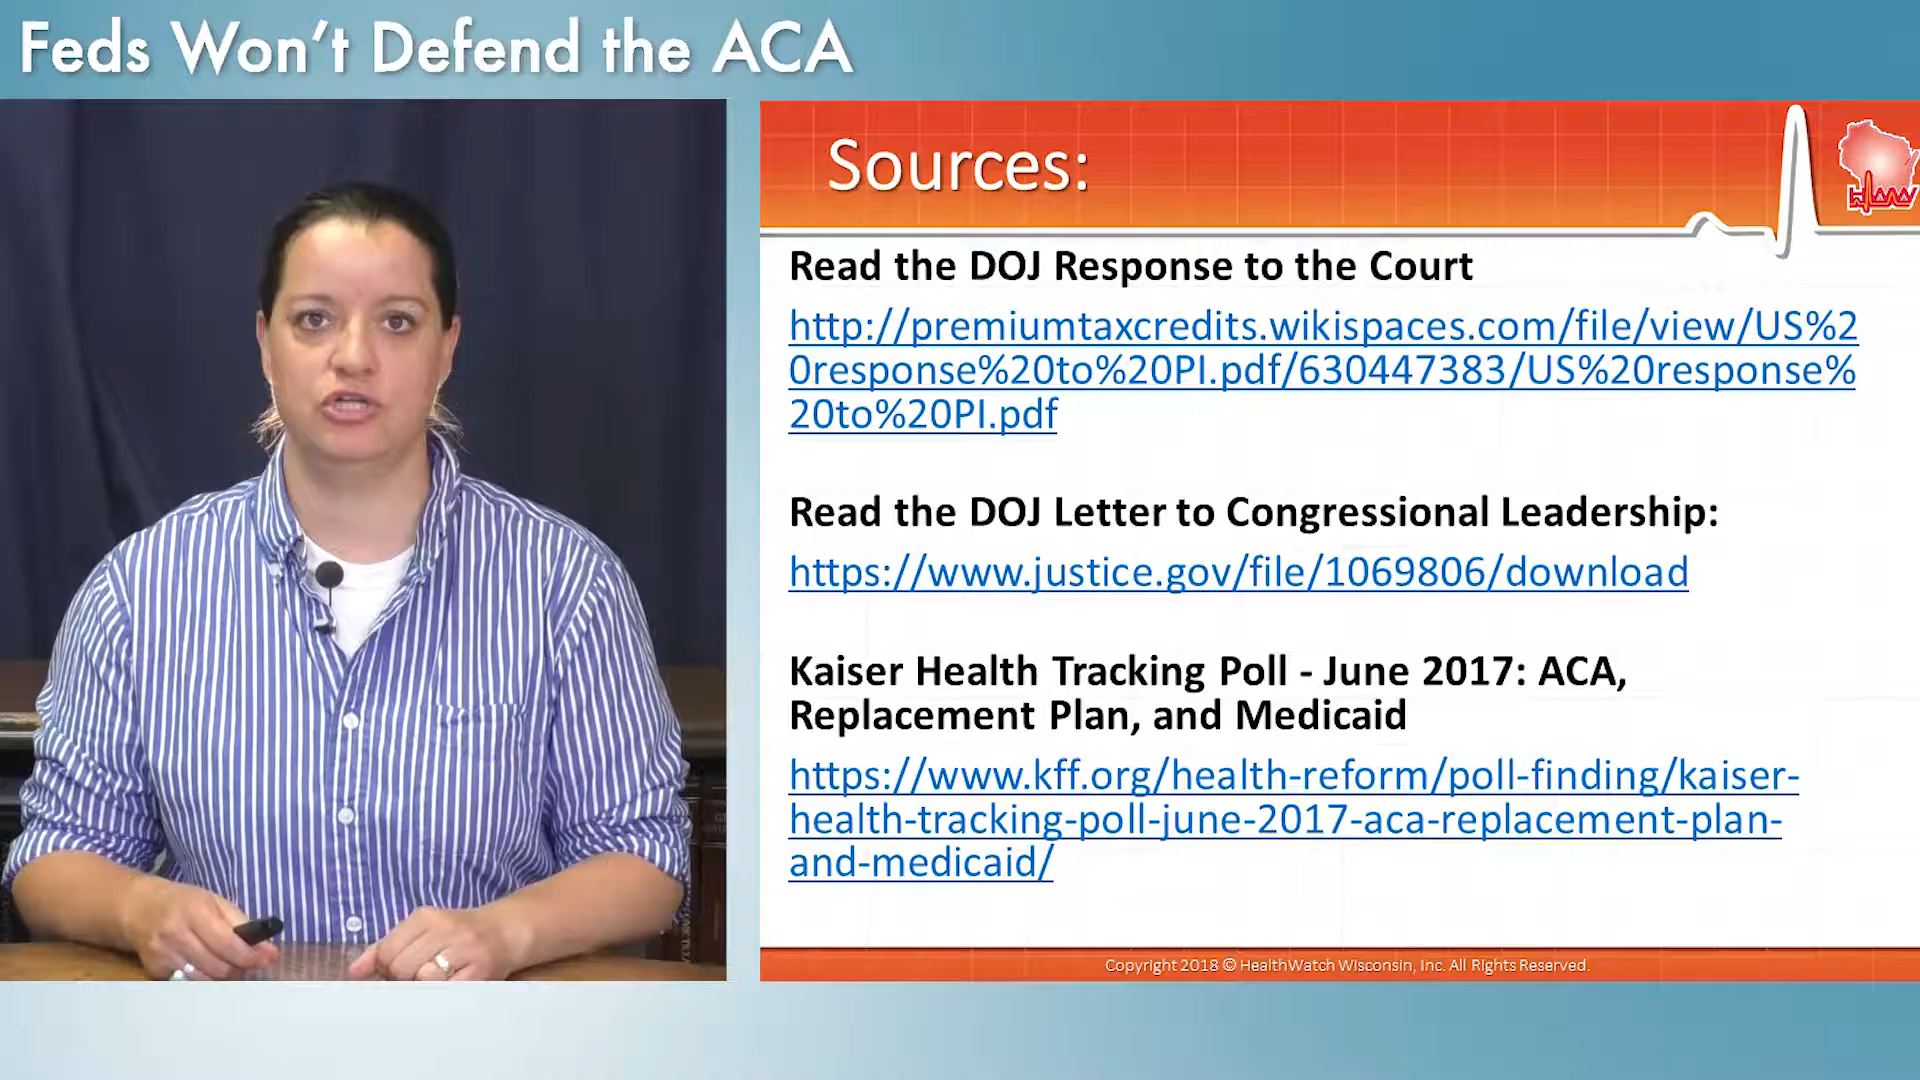 Feds Won't Defend the ACA
Sources:
HWW
Read the DOJ Response to the Court
http://premiumtaxcredits.wikispaces.com/file/view/US%2
0response%20to%20PI.pdf/630447383/US%20response%
20to%20PI.pdf
Read the DOJ Letter to Congressional Leadership:
https://www.justice.gov/file/1069806/download
Kaiser Health Tracking Poll - June 2017: ACA,
Replacement Plan, and Medicaid
https://www.kff.org/health-reform/poll-finding/kaiser-
health-tracking-poll-june-2017-aca-replacement-plan-
and-medicaid/
Copyright 2018 © HealthWatch Wisconsin, Inc. All Rights Reserved.